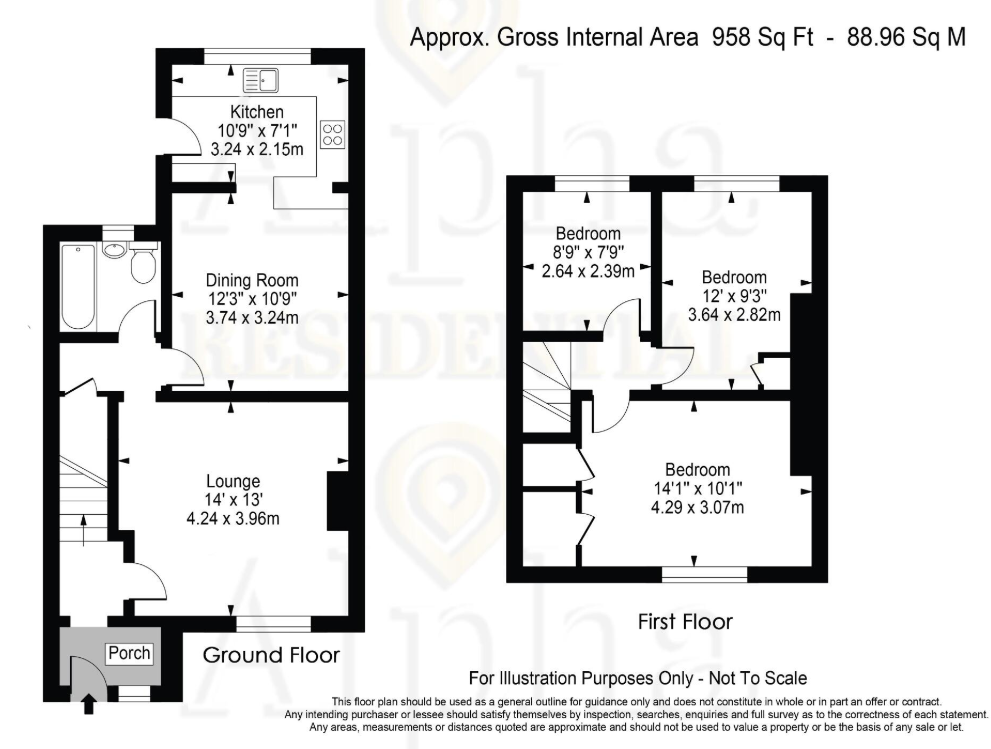 Approx. Gross Internal Area 958 Sq Ft - 88.96 Sq M
Kitchen
10'9" x 7'1"
3.24 x 2.15m
Dining Room
12'3" x 10'9"
3.74 x 3.24m
Lounge
14' x 13'
4.24 x 3.96m
Porch
Ground Floor
Bedroom
8'9" x 7'9"
2.64 x 2.39m
Bedroom
12' x 9'3"
3.64 x 2.82m
Bedroom
14'1" x 10'1"
4.29 x 3.07m
First Floor
Alpha
RESIDENTIAL
Alpha
For Illustration Purposes Only - Not To Scale
This floor plan should be used as a general outline for guidance only and does not constitute in whole or in part an offer or contract.
Any intending purchaser or lessee should satisfy themselves by inspection, searches, enquiries and full survey as to the correctness of each statement.
Any areas, measurements or distances quoted are approximate and should not be used to value a property or be the basis of any sale or let.